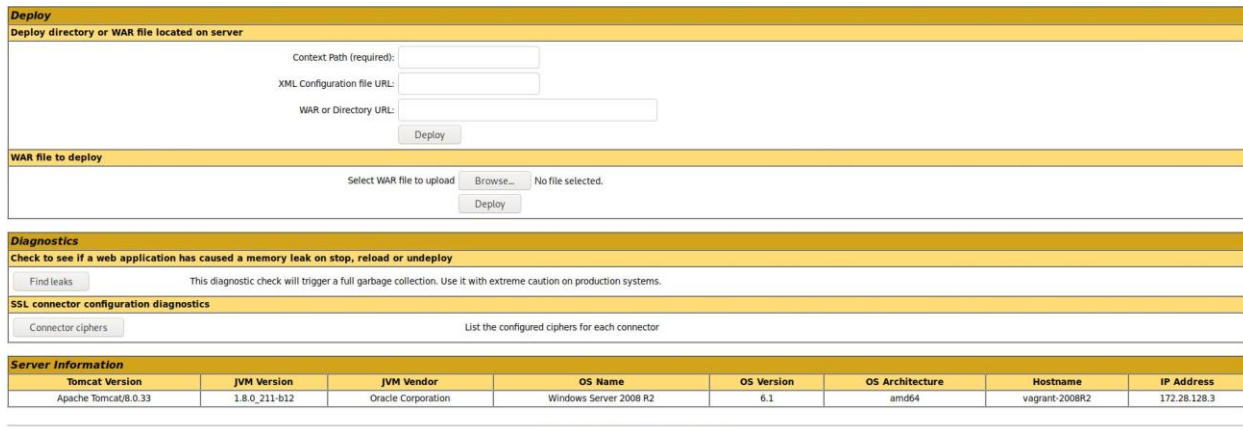 Deploy
Deploy directory or WAR file located on server
Context Path (required):
XML Configuration file URL:
WAR or Directory URL:
Deploy
WAR file to deploy
Select WAR file to upload Browse... No file selected.
Deploy
Diagnostics
Check to see if a web application has caused a memory leak on stop, reload or undeploy
Find leaks This diagnostic check will trigger a full garbage collection. Use it with extreme caution on production systems.
SSL connector configuration diagnostics
Connector ciphers List the configured ciphers for each connector
Server Information
Tomcat Version JVM Version JVM Vendor OS Name OS Version OS Architecture Hostname IP Address
Apache Tomcat/8.0.33 1.8.0_211-b12 Oracle Corporation Windows Server 2008 R2 6.1 amd64 vagrant-2008R2 172.28.128.3